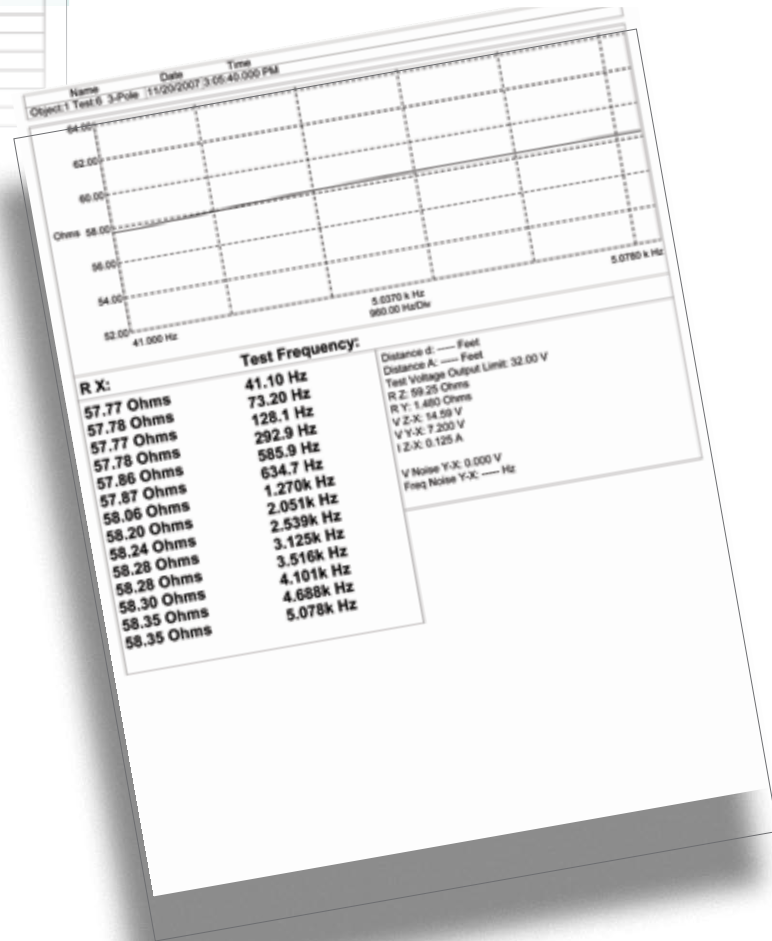 Name Date Time
Object:1 Test 6 3-Pole 11/20/2007 3:05:40.000 PM
64.00
62.00
60.00
Ohms 58.00
56.00
54.00
52.00
41.000 Hz
5.0370 k Hz
5.0780 k Hz
960.00 Hz/Div
R X: Test Frequency:
57.77 Ohms 41.10 Hz
57.78 Ohms 73.20 Hz
57.77 Ohms 128.1 Hz
57.78 Ohms 292.9 Hz
57.86 Ohms 585.9 Hz
57.87 Ohms 634.7 Hz
58.06 Ohms 1.270k Hz
58.20 Ohms 2.051k Hz
58.24 Ohms 2.539k Hz
58.28 Ohms 3.125k Hz
58.28 Ohms 3.516k Hz
58.30 Ohms 4.101k Hz
58.35 Ohms 4.688k Hz
58.35 Ohms 5.078k Hz
Distance d: ----- Feet
Distance A: ----- Feet
Test Voltage Output Limit: 32.00 V
R Z: 59.25 Ohms
R Y: 1.480 Ohms
V Z-X: 14.59 V
V Y-X: 7.200 V
I Z-X: 0.125 A
V Noise Y-X: 0.000 V
Freq Noise Y-X: ----- Hz